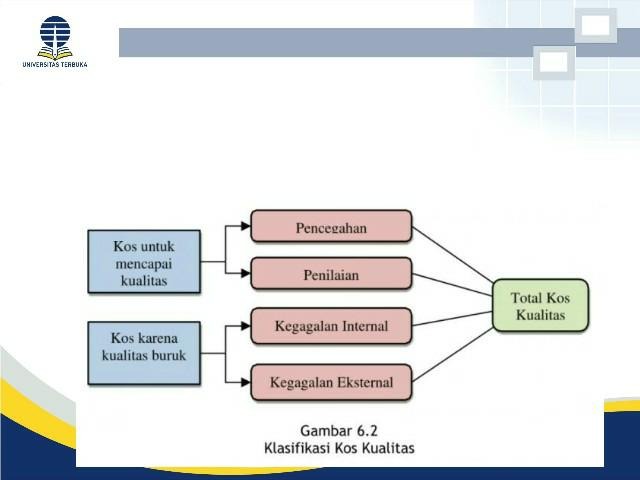 UNIVERSITAS TERBUKA
Kos untuk
mencapai
kualitas
Kos karena
kualitas buruk
Pencegahan
Penilaian
Kegagalan Internal
Kegagalan Eksternal
Total Kos
Kualitas
Gambar 6.2
Klasifikasi Kos Kualitas